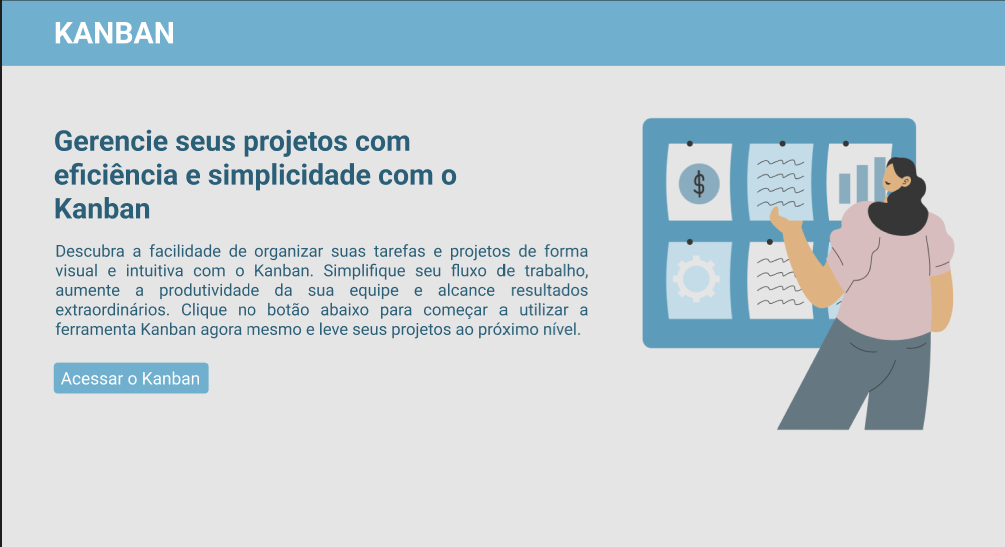 KANBAN
Gerencie seus projetos com
eficiência e simplicidade com o
Kanban
Descubra a facilidade de organizar suas tarefas e projetos de forma
visual e intuitiva com o Kanban. Simplifique seu fluxo de trabalho,
aumente a produtividade da sua equipe e alcance resultados
extraordinários. Clique no botão abaixo para começar a utilizar a
ferramenta Kanban agora mesmo e leve seus projetos ao próximo nível.
Acessar o Kanban
$